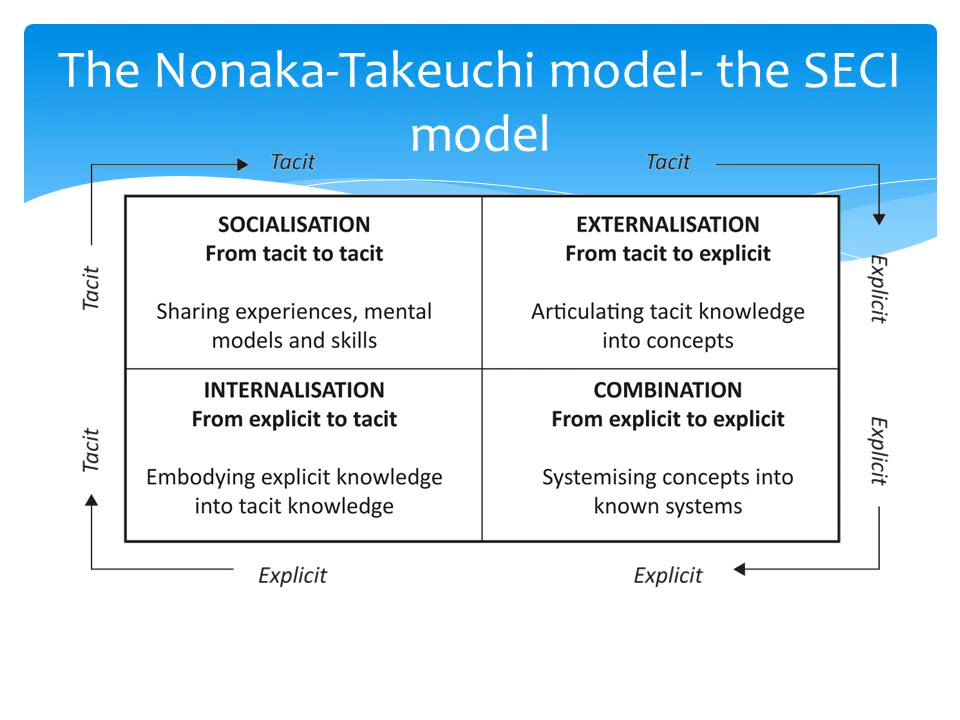 The Nonaka-Takeuchi model- the SECI
model
Tacit
Tacit
Tacit
Explicit
SOCIALISATION
From tacit to tacit
Sharing experiences, mental
models and skills
EXTERNALISATION
From tacit to explicit
Articulating tacit knowledge
into concepts
INTERNALISATION
From explicit to tacit
Embodying explicit knowledge
into tacit knowledge
COMBINATION
From explicit to explicit
Systemising concepts into
known systems
Tacit
Explicit
Explicit
Explicit